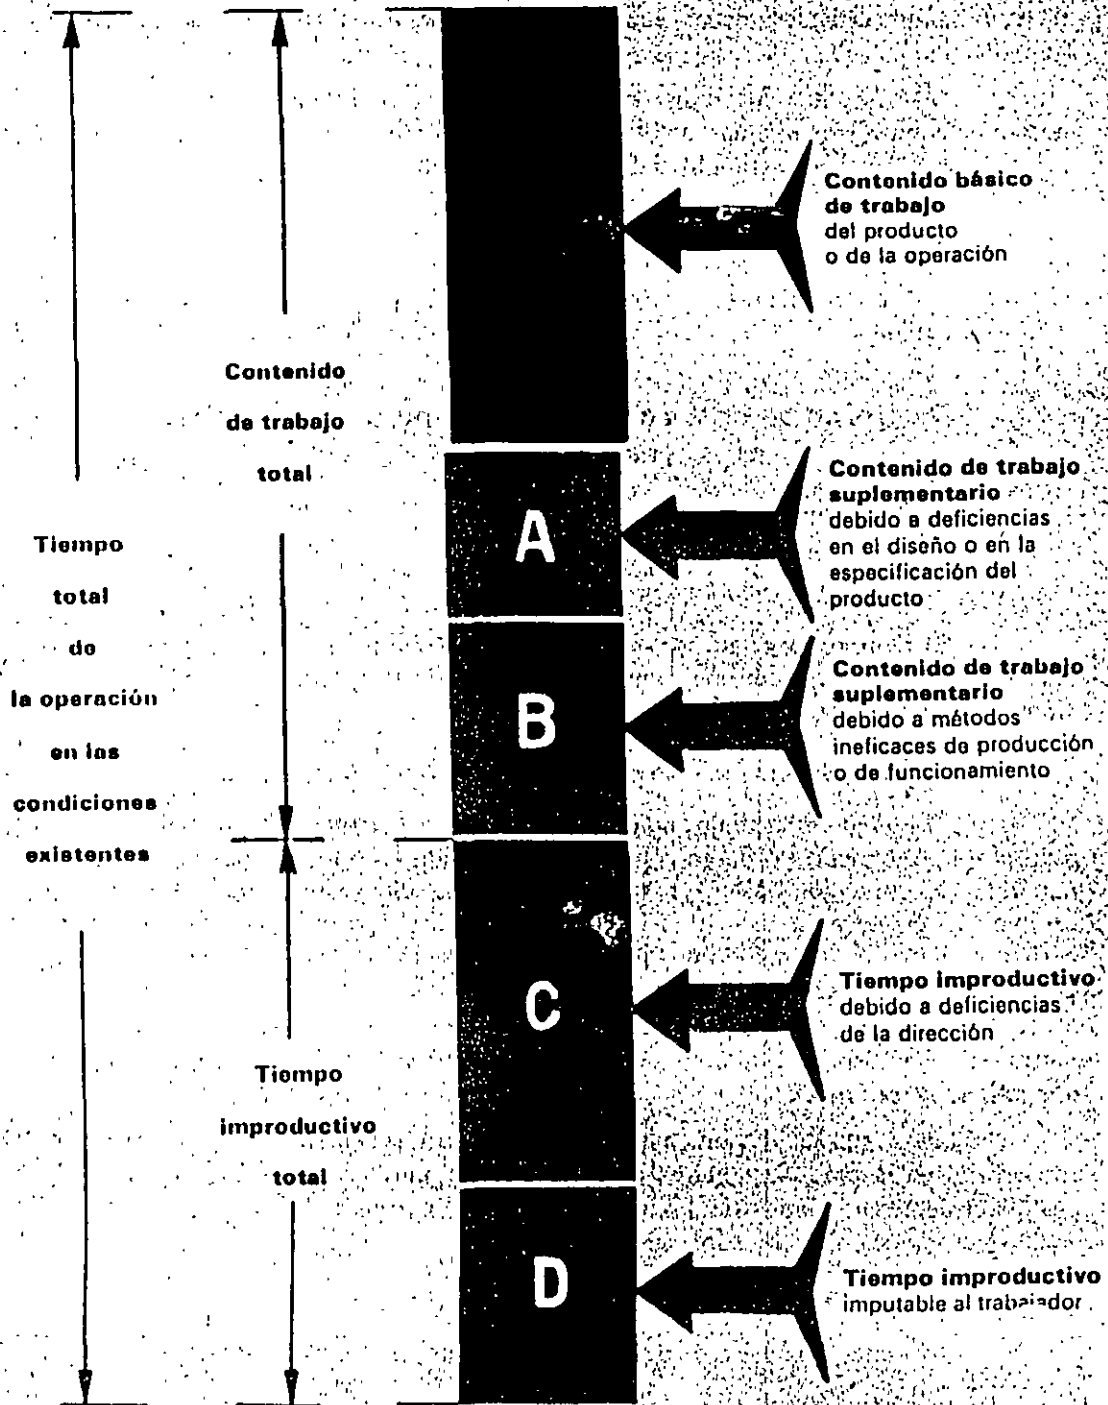 Contenido básico
de trabajo
del producto
o de la operación
Contenido
de trabajo
total
A
Contenido de trabajo
suplementario
debido a deficiencias
en el diseño o en la
especificación del
producto
Tiempo
total
de
la operación
en las
condiciones
existentes
B
Contenido de trabajo
suplementario
debido a métodos
ineficaces de producción
o de funcionamiento
C
Tiempo improductivo
debido a deficiencias
de la dirección
Tiempo
improductivo
total
D
Tiempo improductivo
imputable al trabajador